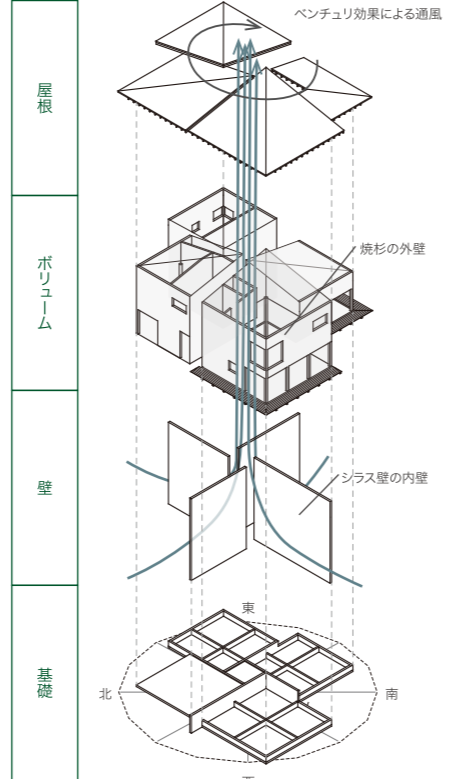 ベンチュリ効果による通風
屋根
焼杉の外壁
ボリューム
シラス壁の内壁
壁
東
基礎
北
南